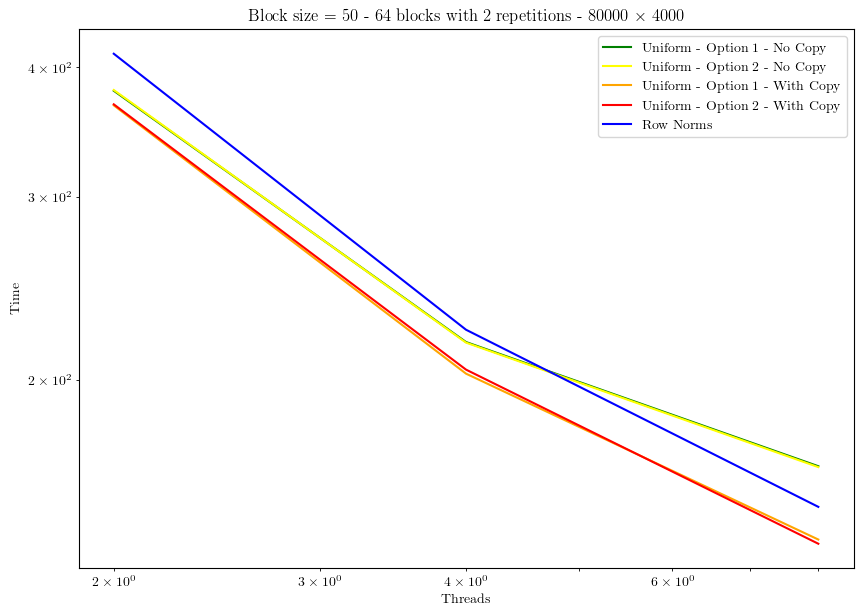 Block size = 50 - 64 blocks with 2 repetitions - 80000 × 4000
Uniform - Option 1 - No Copy
Uniform - Option 2 - No Copy
Uniform - Option 1 - With Copy
Uniform - Option 2 - With Copy
Row Norms
4 × 10²
3 × 10²
2 × 10²
Time
2 × 10⁰
3 × 10⁰
4 × 10⁰
6 × 10⁰
Threads